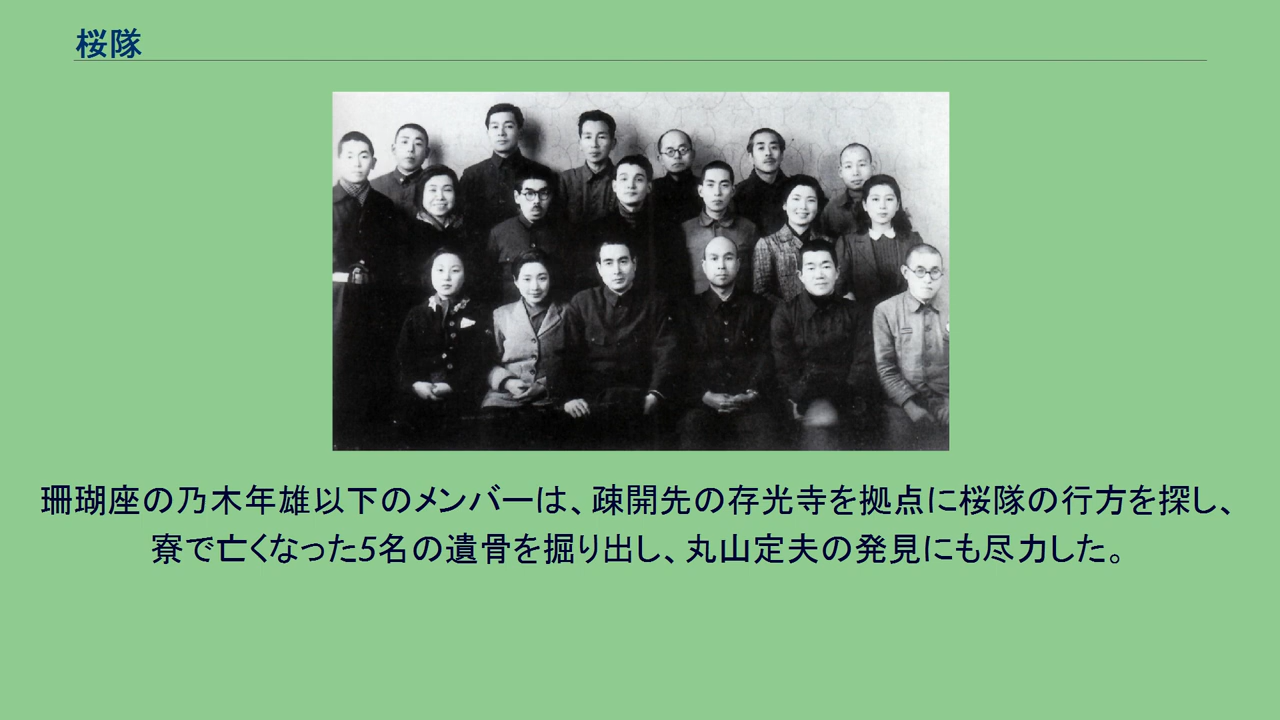 桜隊
珊瑚座の乃木年雄以下のメンバーは、疎開先の存光寺を拠点に桜隊の行方を探し、
寮で亡くなった5名の遺骨を掘り出し、丸山定夫の発見にも尽力した。